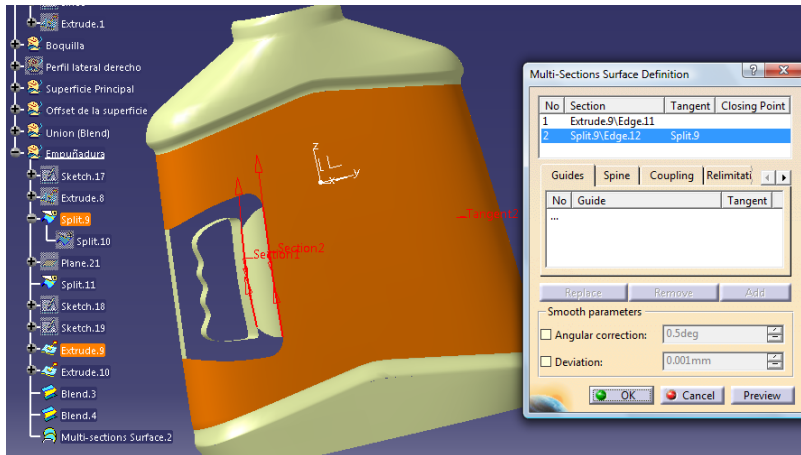 Extrude.1
Boquilla
Perfil lateral derecho
Superficie Principal
Offset de la superficie
Union (Blend)
Empuñadura
Sketch.17
Extrude.8
Split.9
Split.10
Plane.21
Split.11
Sketch.18
Sketch.19
Extrude.9
Extrude.10
Blend.3
Blend.4
Multi-sections Surface.2
z
x
y
Tangent
Section1
Section2
Multi-Sections Surface Definition
No Section Tangent Closing Point
1 Extrude.9\Edge.11
2 Split.9\Edge.12 Split.9
Guides Spine Coupling Relimitati
No Guide Tangent
...
Replace Remove Add
Smooth parameters
Angular correction: 0.5deg
Deviation: 0.001mm
OK Cancel Preview